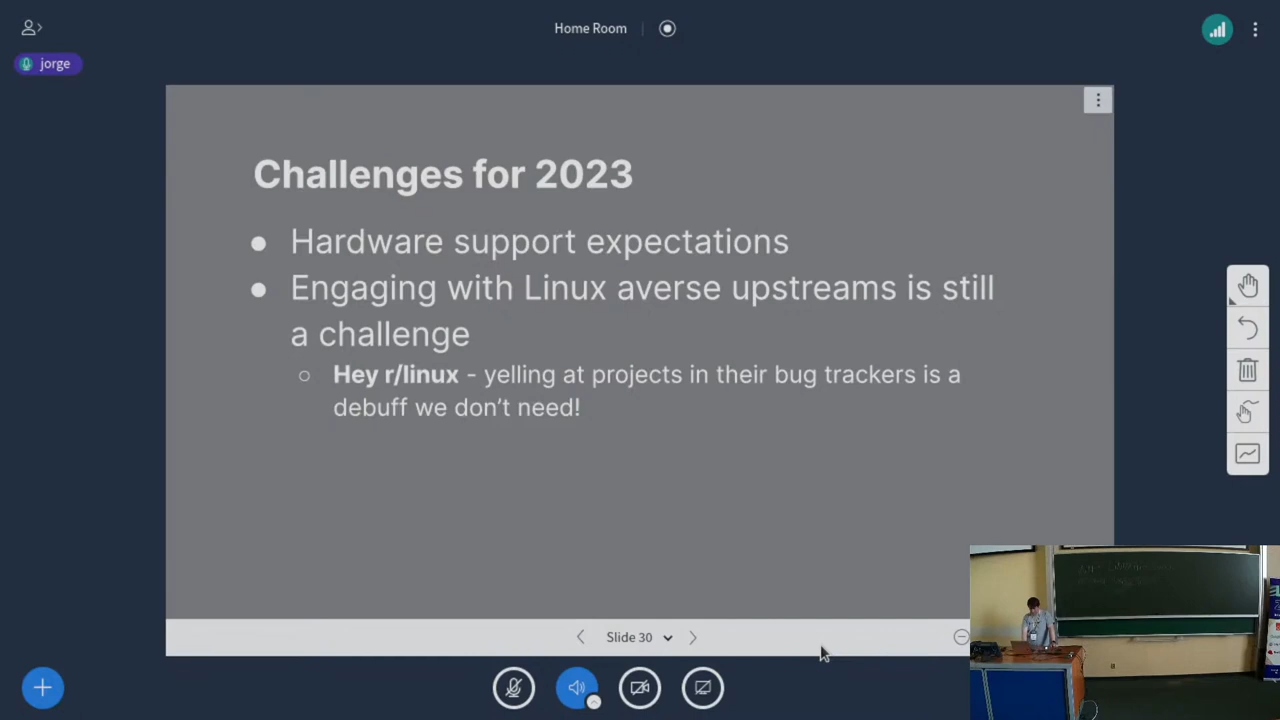 Home Room
jorge
Challenges for 2023
● Hardware support expectations
● Engaging with Linux averse upstreams is still
a challenge
○ Hey r/linux - yelling at projects in their bug trackers is a
debuff we don't need!
Slide 30